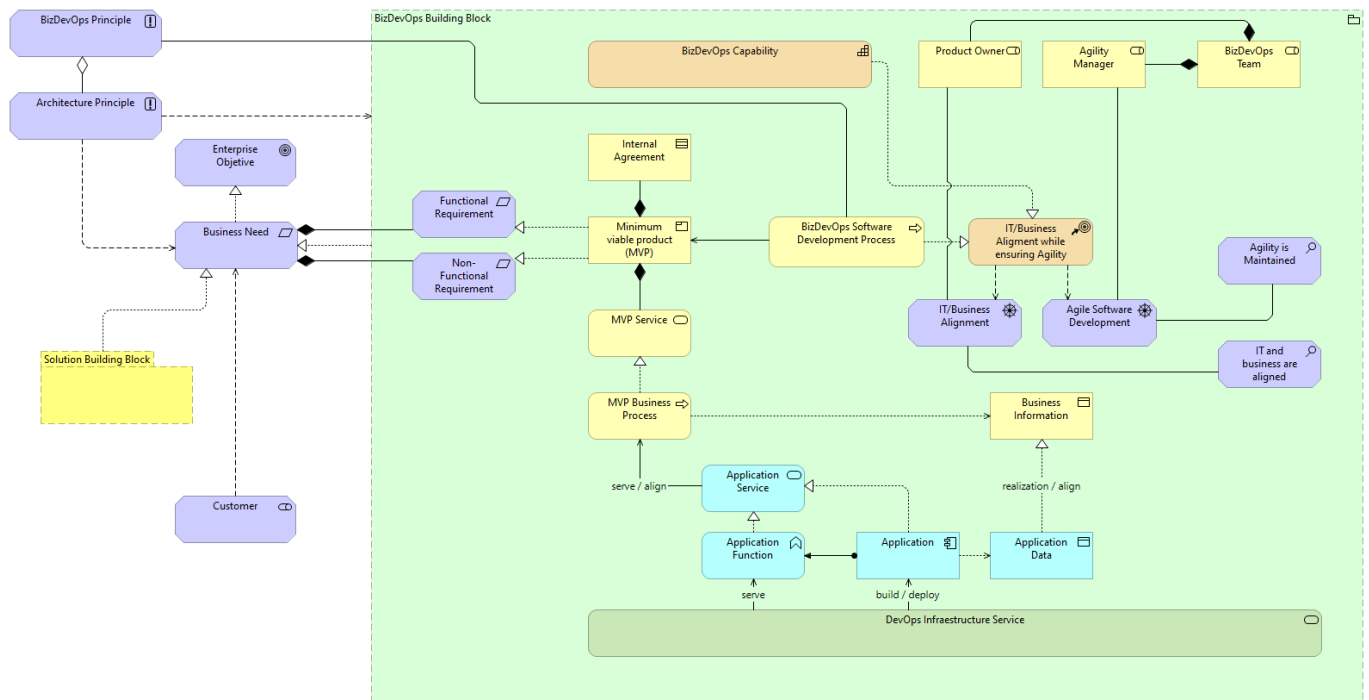 BizDevOps Principle
BizDevOps Building Block
BizDevOps Capability
Product Owner
Agility
Manager
BizDevOps
Team
Architecture Principle
Enterprise
Objetive
Internal
Agreement
Functional
Requirement
Business Need
Minimum
viable product
(MVP)
BizDevOps Software
Development Process
IT/Business
Aligment while
ensuring Agility
Agility is
Maintained
Non-
Functional
Requirement
MVP Service
IT/Business
Alignment
Agile Software
Development
Solution Building Block
IT and
business are
aligned
MVP Business
Process
Business
Information
Application
Service
serve / align
realization / align
Customer
Application
Function
Application
Application
Data
serve
build / deploy
DevOps Infraestructure Service